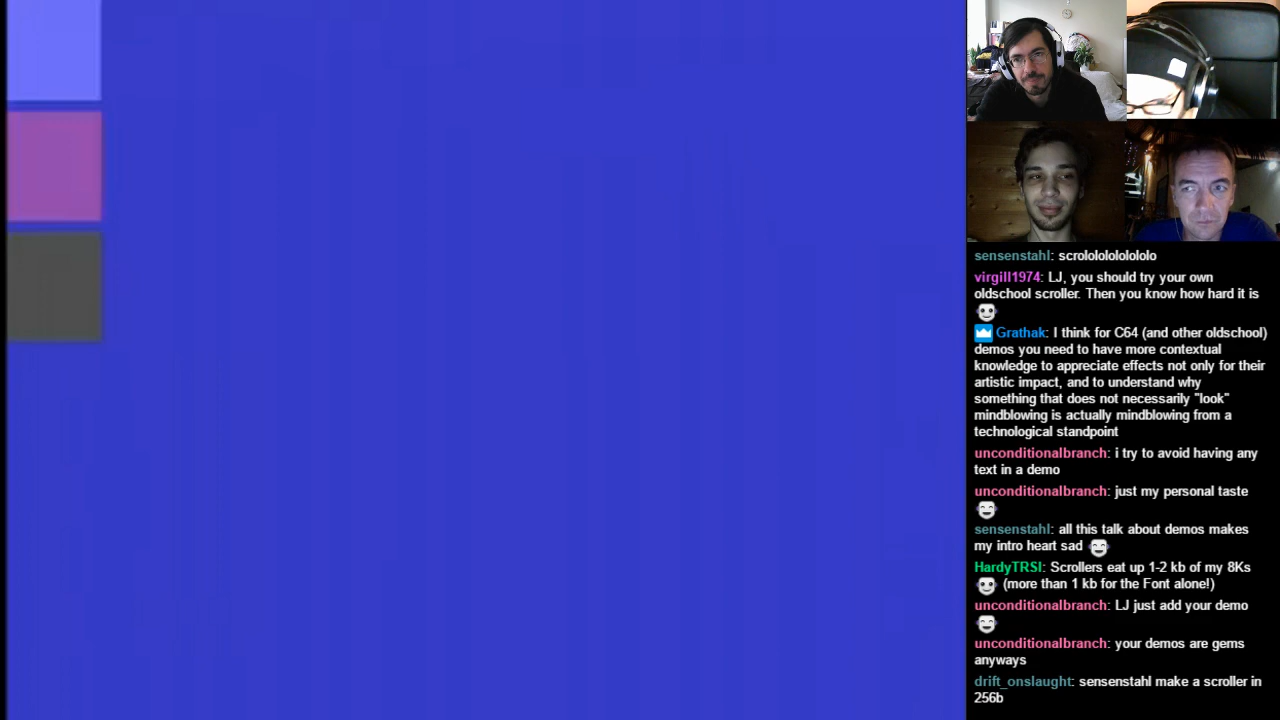 sensenstahl: scrolololololololo
virgill1974: LJ, you should try your own
oldschool scroller. Then you know how hard it is
Grathak: I think for C64 (and other oldschool)
demos you need to have more contextual
knowledge to appreciate effects not only for their
artistic impact, and to understand why
something that does not necessarily "look"
mindblowing is actually mindblowing from a
technological standpoint
unconditionalbranch: i try to avoid having any
text in a demo
unconditionalbranch: just my personal taste
sensenstahl: all this talk about demos makes
my intro heart sad
HardyTRSI: Scrollers eat up 1-2 kb of my 8Ks
(more than 1 kb for the Font alone!)
unconditionalbranch: LJ just add your demo
unconditionalbranch: your demos are gems
anyways
drift_onslaught: sensenstahl make a scroller in
256b